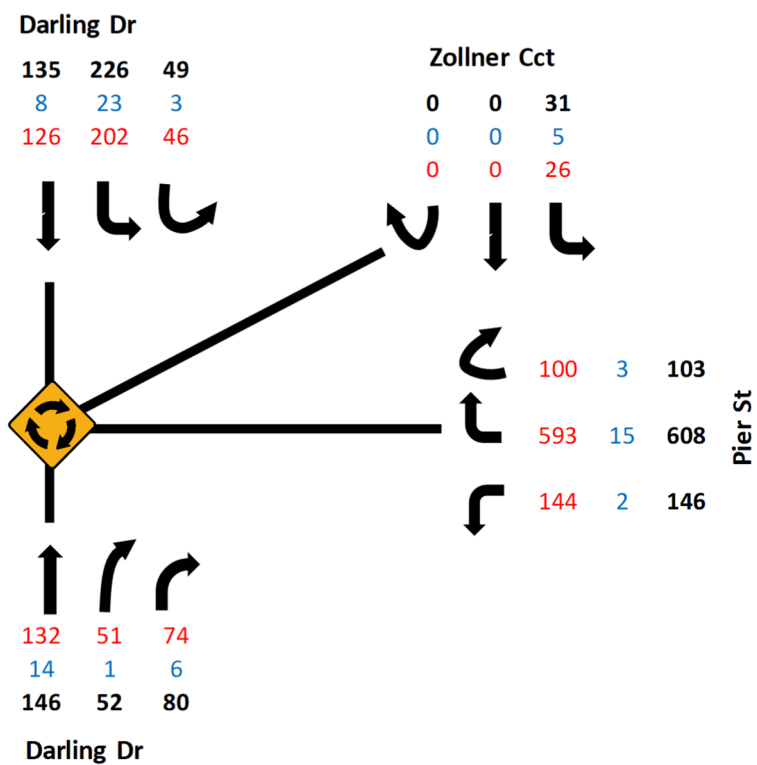 Darling Dr
135 226 49
8 23 3
126 202 46
Zollner Cct
0 0 31
0 0 5
0 0 26
100 3 103
593 15 608
144 2 146
Pier St
132 51 74
14 1 6
146 52 80
Darling Dr